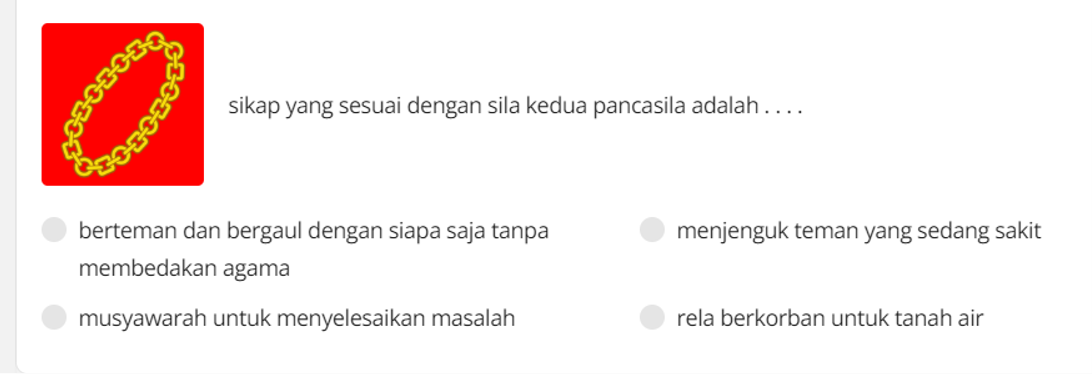 sikap yang sesuai dengan sila kedua pancasila adalah . . . .
berteman dan bergaul dengan siapa saja tanpa
membedakan agama
menjenguk teman yang sedang sakit
musyawarah untuk menyelesaikan masalah
rela berkorban untuk tanah air